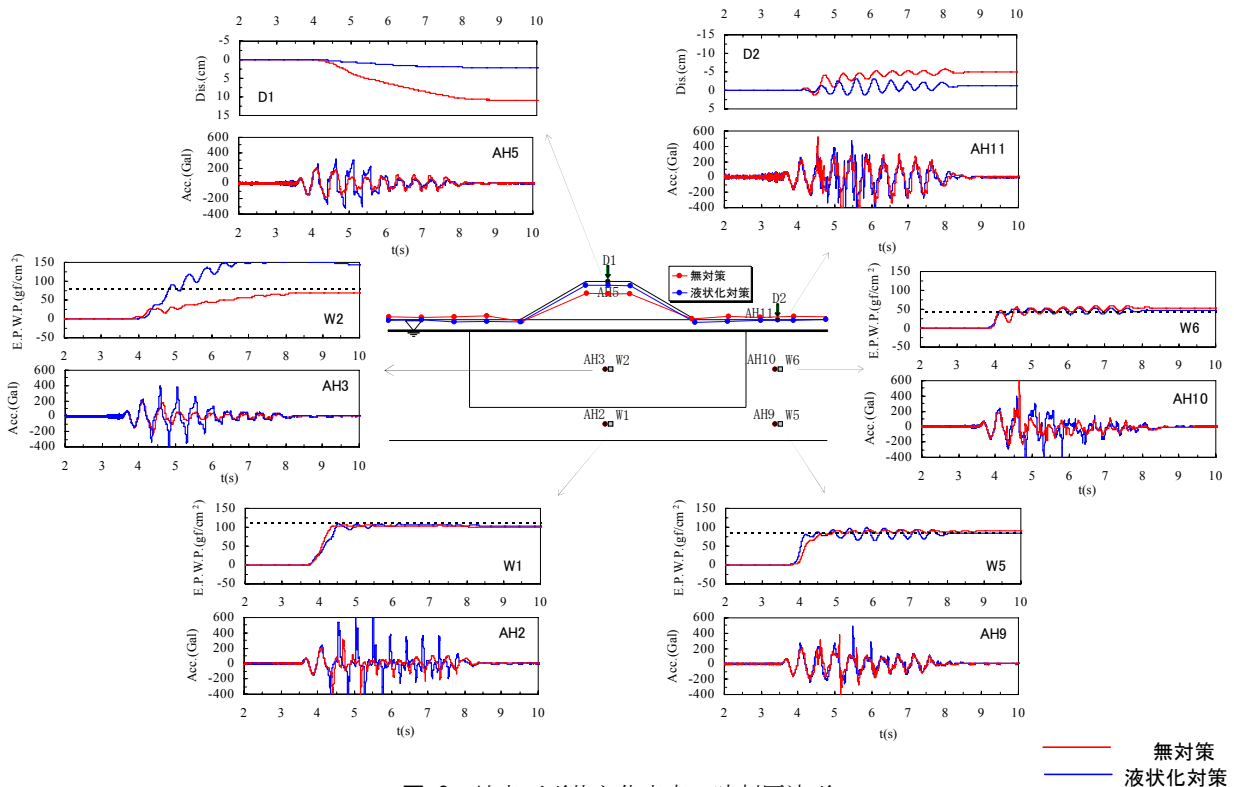 2 3 4 5 6 7 8 9 10
-5
0
5
10
15
Dis.(cm)
D1
600
400
200
0
-200
-400
Acc.(Gal)
AH5
2 3 4 5 6 7 8 9 10
t(s)
2 3 4 5 6 7 8 9 10
-15
-10
-5
0
5
Dis.(cm)
D2
600
400
200
0
-200
-400
Acc.(Gal)
AH11
2 3 4 5 6 7 8 9 10
t(s)
150
100
50
0
-50
E.P.W.P.(gf/cm²)
W2
2 3 4 5 6 7 8 9 10
600
400
200
0
-200
-400
Acc.(Gal)
AH3
2 3 4 5 6 7 8 9 10
t(s)
D1
無対策
液状化対策
AH5
D2
AH11
AH3 W2
AH10 W6
AH2 W1
AH9 W5
150
100
50
0
-50
E.P.W.P.(gf/cm²)
W6
2 3 4 5 6 7 8 9 10
600
400
200
0
-200
-400
Acc.(Gal)
AH10
2 3 4 5 6 7 8 9 10
t(s)
150
100
50
0
-50
E.P.W.P.(gf/cm²)
W1
2 3 4 5 6 7 8 9 10
600
400
200
0
-200
-400
Acc.(Gal)
AH2
2 3 4 5 6 7 8 9 10
t(s)
150
100
50
0
-50
E.P.W.P.(gf/cm²)
W5
2 3 4 5 6 7 8 9 10
600
400
200
0
-200
-400
Acc.(Gal)
AH9
2 3 4 5 6 7 8 9 10
t(s)
無対策
液状化対策